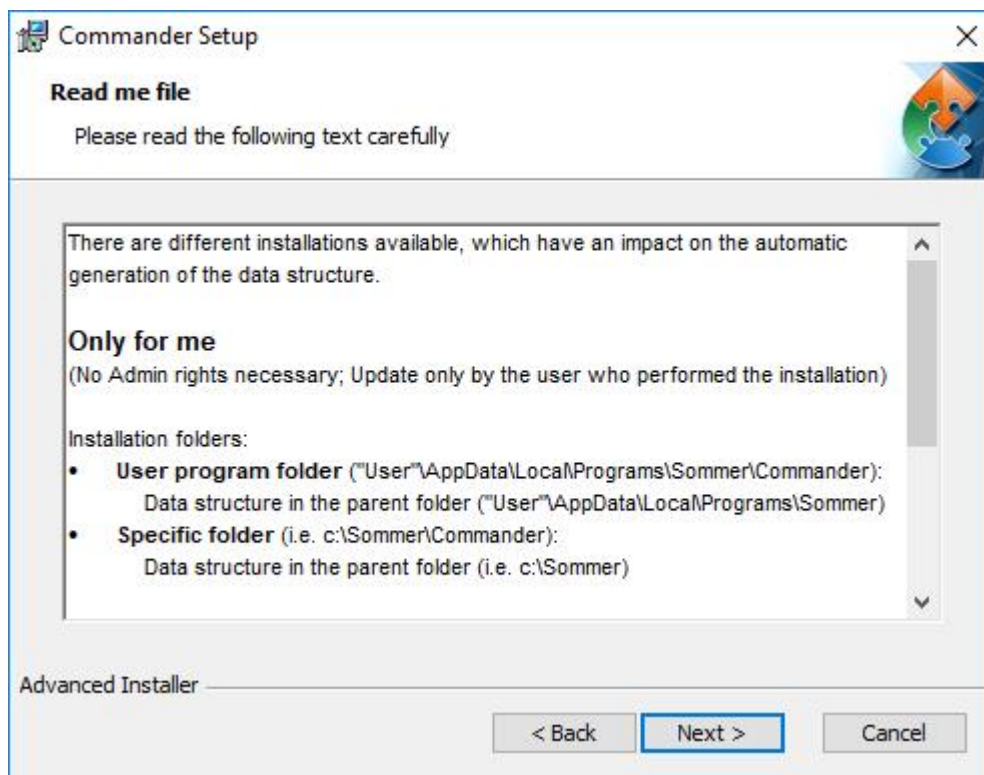 Commander Setup
Read me file
Please read the following text carefully
There are different installations available, which have an impact on the automatic
generation of the data structure.
Only for me
(No Admin rights necessary; Update only by the user who performed the installation)
Installation folders:
• User program folder ("User"\AppData\Local\Programs\Sommer\Commander):
Data structure in the parent folder ("User"\AppData\Local\Programs\Sommer)
• Specific folder (i.e. c:\Sommer\Commander):
Data structure in the parent folder (i.e. c:\Sommer)
Advanced Installer
< Back Next > Cancel